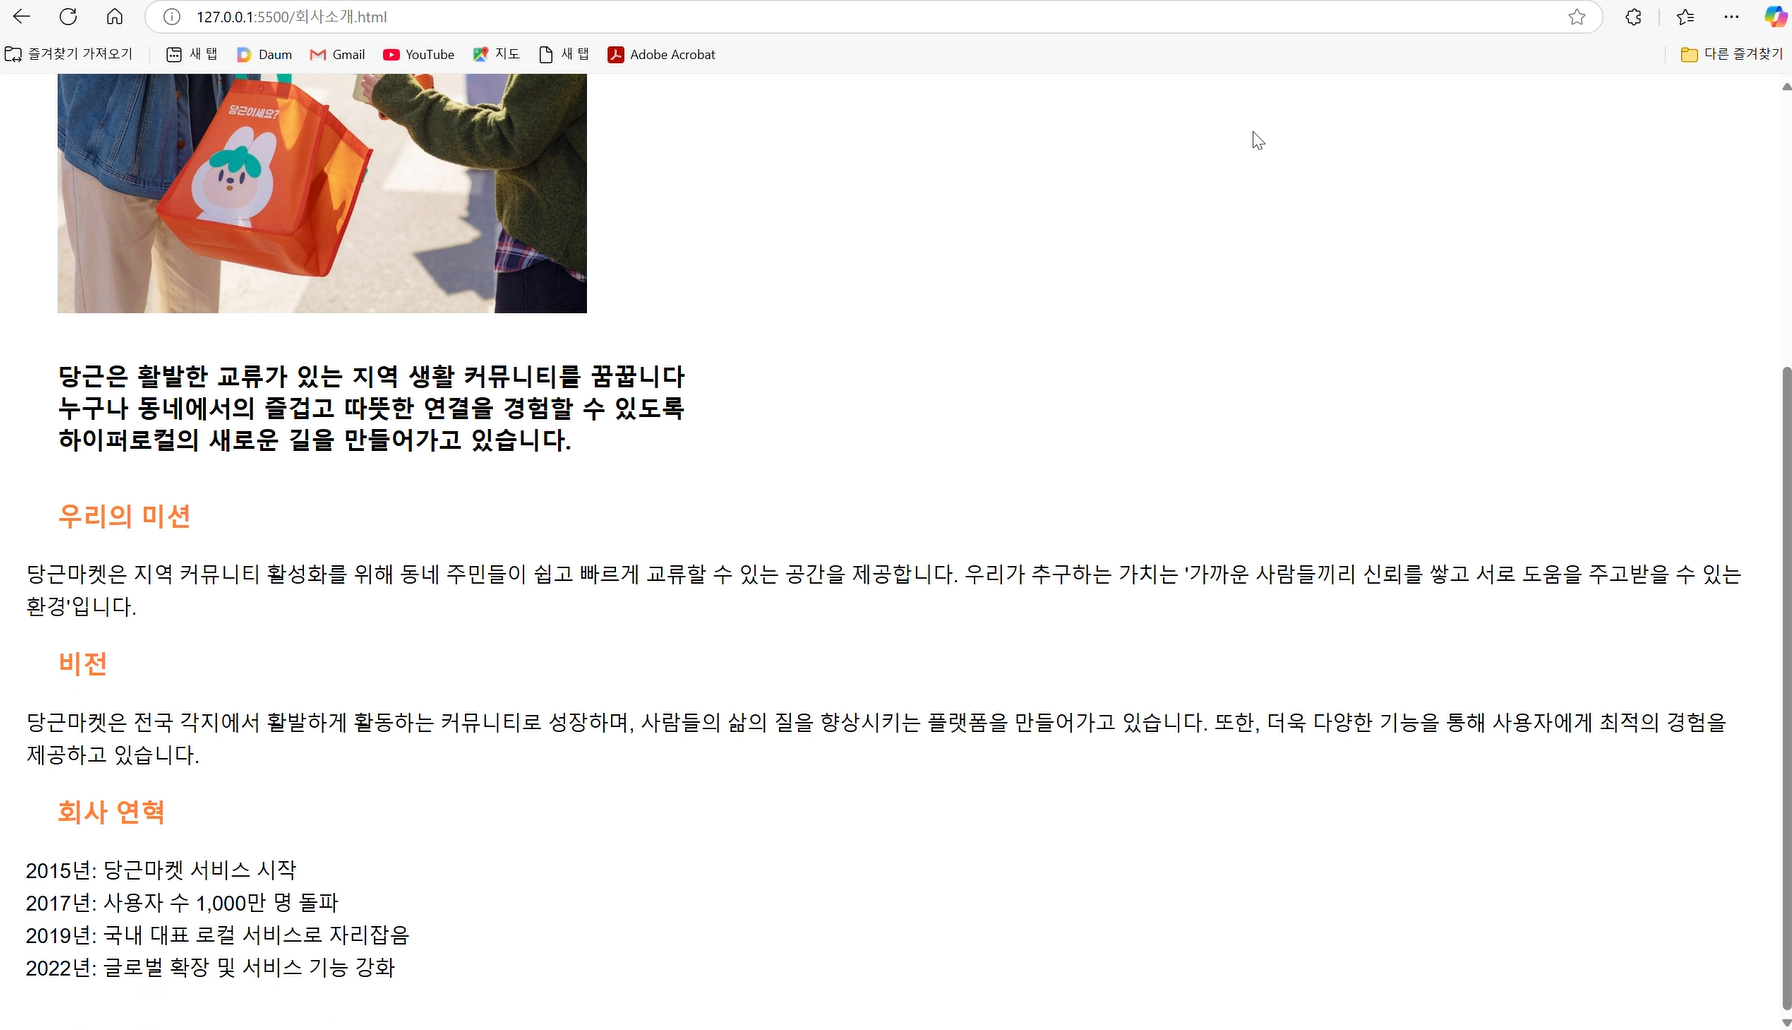 127.0.0.1:5500/회사소개.html
즐겨찾기 가져오기 새 탭 Daum Gmail YouTube 지도 새 탭 Adobe Acrobat 다른 즐겨찾기
당근이세요?
당근은 활발한 교류가 있는 지역 생활 커뮤니티를 꿈꿉니다
누구나 동네에서의 즐겁고 따뜻한 연결을 경험할 수 있도록
하이퍼로컬의 새로운 길을 만들어가고 있습니다.
우리의 미션
당근마켓은 지역 커뮤니티 활성화를 위해 동네 주민들이 쉽고 빠르게 교류할 수 있는 공간을 제공합니다. 우리가 추구하는 가치는 '가까운 사람들끼리 신뢰를 쌓고 서로 도움을 주고받을 수 있는
환경'입니다.
비전
당근마켓은 전국 각지에서 활발하게 활동하는 커뮤니티로 성장하며, 사람들의 삶의 질을 향상시키는 플랫폼을 만들어가고 있습니다. 또한, 더욱 다양한 기능을 통해 사용자에게 최적의 경험을
제공하고 있습니다.
회사 연혁
2015년: 당근마켓 서비스 시작
2017년: 사용자 수 1,000만 명 돌파
2019년: 국내 대표 로컬 서비스로 자리잡음
2022년: 글로벌 확장 및 서비스 기능 강화